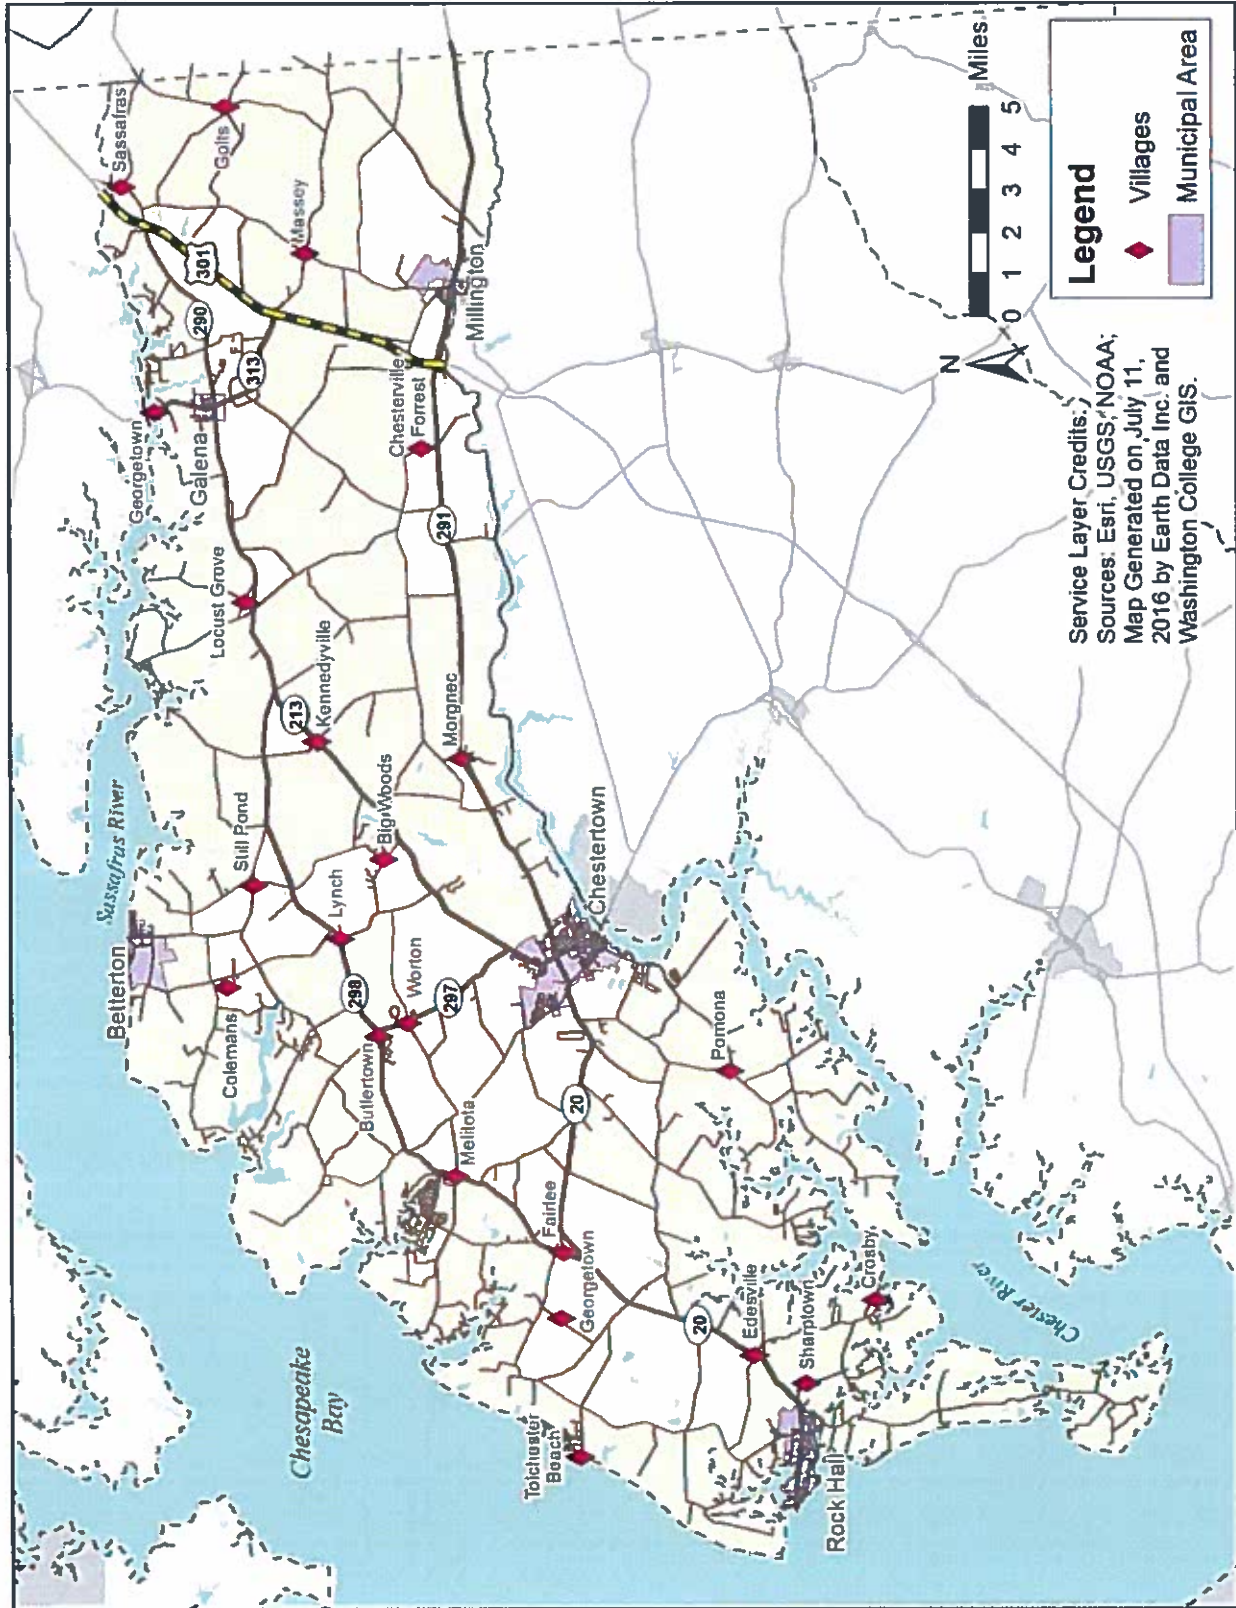 Sassafras
Golts
301
290
Massey
313
Georgetown
Galena
Millington
Chesterville
Forrest
291
Locust Grove
213
Kennedyville
Morgnec
Sassafras River
Still Pond
Big Woods
Lynch
Betterton
Chestertown
Colemans
298
Worton
297
Butlertown
Pomona
20
Melitota
Fairlee
Georgetown
20
Edesville
Sharptown
Crosby
Chester River
Chesapeake
Bay
Tolchester
Beach
Rock Hall
N
0 1 2 3 4 5
Miles
Service Layer Credits:
Sources: Esri, USGS, NOAA;
Map Generated on July 11,
2016 by Earth Data Inc. and
Washington College GIS.
Legend
Villages
Municipal Area